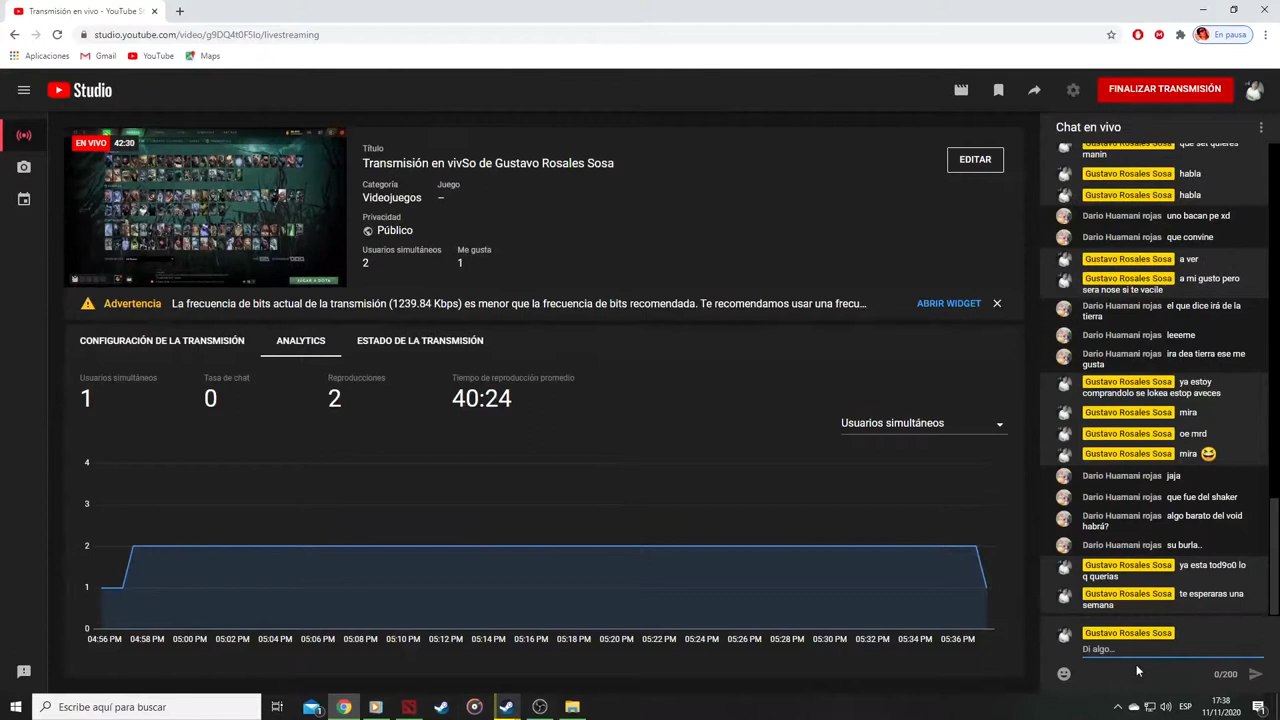 Transmisión en vivo - YouTube S
studio.youtube.com/video/g9DQ4t0F5Io/livestreaming
En pausa
Aplicaciones
Gmail
YouTube
Maps
Studio
FINALIZAR TRANSMISIÓN
EN VIVO 42:30
Título
Transmisión en vivSo de Gustavo Rosales Sosa
EDITAR
Categoría
Juego
Videojuegos
–
Privacidad
Público
Usuarios simultáneos
Me gusta
2
1
Advertencia
La frecuencia de bits actual de la transmisión (1239.84 Kbps) es menor que la frecuencia de bits recomendada. Te recomendamos usar una frecu...
ABRIR WIDGET
CONFIGURACIÓN DE LA TRANSMISIÓN
ANALYTICS
ESTADO DE LA TRANSMISIÓN
Usuarios simultáneos
Tasa de chat
Reproducciones
Tiempo de reproducción promedio
1
0
2
40:24
Usuarios simultáneos
4
3
2
1
0
04:56 PM 04:58 PM 05:00 PM 05:02 PM 05:04 PM 05:06 PM 05:08 PM 05:10 PM 05:12 PM 05:14 PM 05:16 PM 05:18 PM 05:20 PM 05:22 PM 05:24 PM 05:26 PM 05:28 PM 05:30 PM 05:32 PM 05:34 PM 05:36 PM
Chat en vivo
Gustavo Rosales Sosa que set quieres
manin
Gustavo Rosales Sosa habla
Gustavo Rosales Sosa habla
Dario Huamani rojas uno bacan pe xd
Dario Huamani rojas que convine
Gustavo Rosales Sosa a ver
Gustavo Rosales Sosa a mi gusto pero
sera nose si te vacile
Dario Huamani rojas el que dice irá de la
tierra
Dario Huamani rojas leeeme
Dario Huamani rojas ira dea tierra ese me
gusta
Gustavo Rosales Sosa ya estoy
comprandolo se lokea estop aveces
Gustavo Rosales Sosa mira
Gustavo Rosales Sosa oe mrd
Gustavo Rosales Sosa mira 😆
Dario Huamani rojas jaja
Dario Huamani rojas que fue del shaker
Dario Huamani rojas algo barato del void
habrá?
Dario Huamani rojas su burla..
Gustavo Rosales Sosa ya esta tod9o0 lo
q querias
Gustavo Rosales Sosa te esperaras una
semana
Gustavo Rosales Sosa
Di algo...
0/200
Escribe aquí para buscar
ESP
17:38
11/11/2020